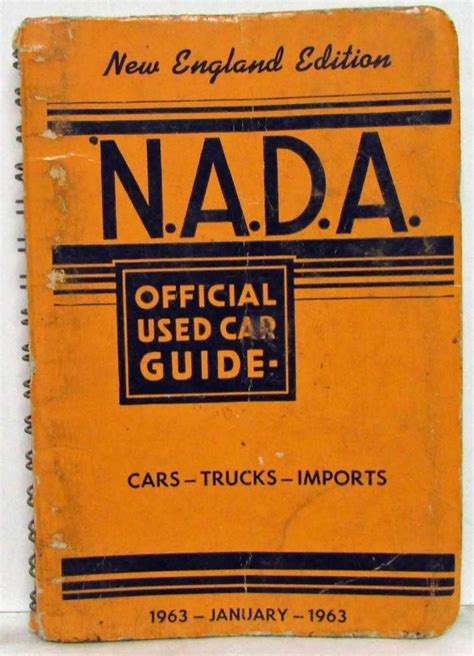 New England Edition
N.A.D.A.
OFFICIAL
USED CAR
GUIDE-
CARS - TRUCKS - IMPORTS
1963 - JANUARY - 1963